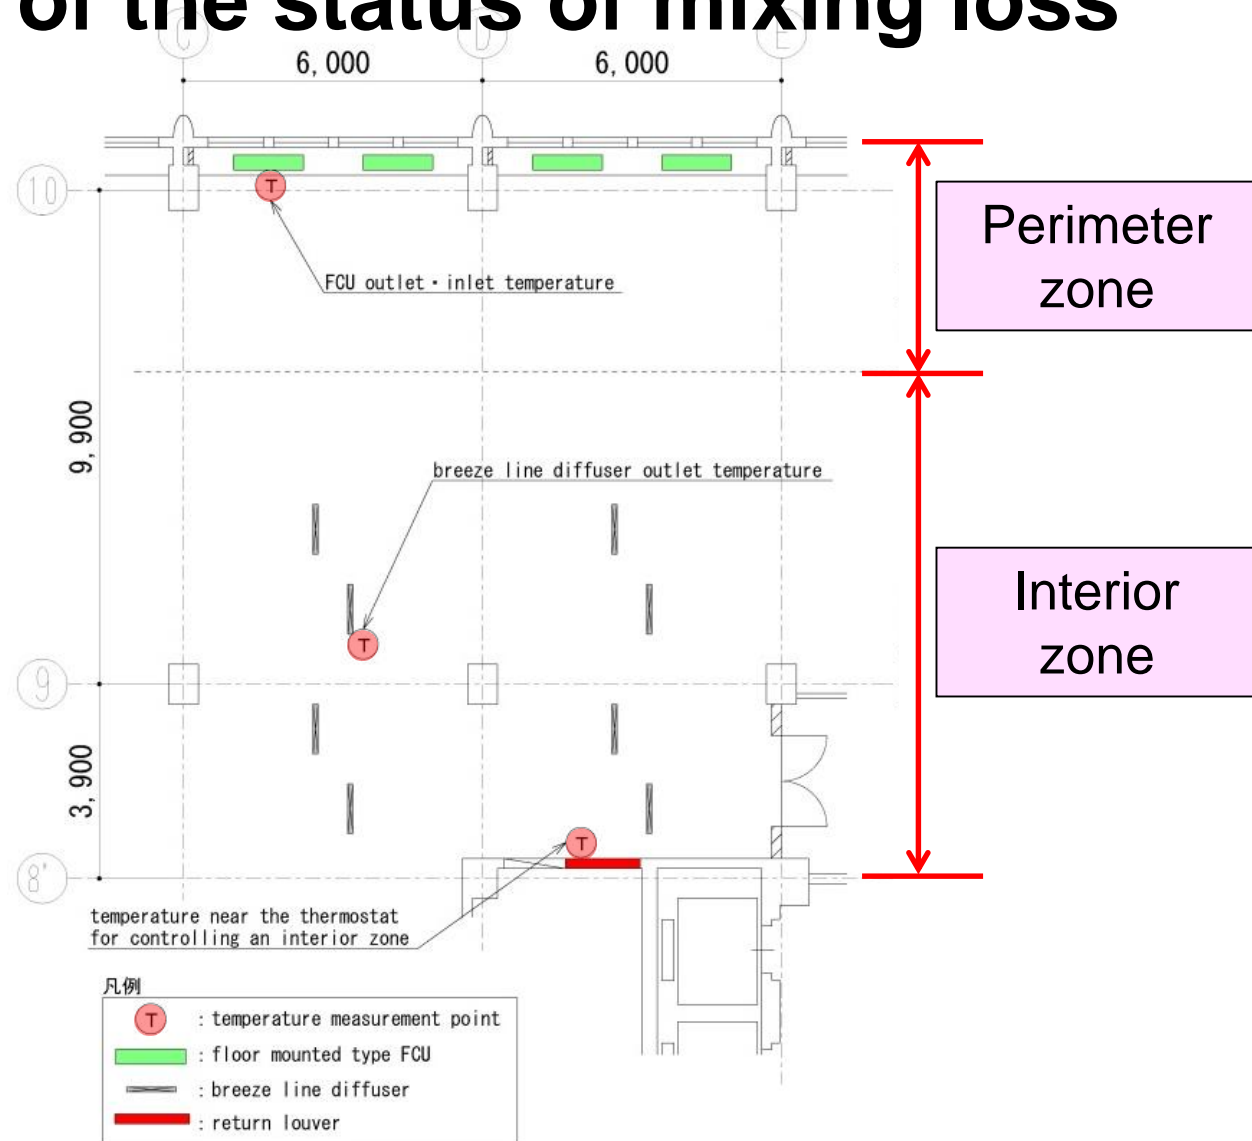 of the status of mixing loss
C
D
E
6,000
6,000
10
T
Perimeter
zone
FCU outlet・inlet temperature
9,900
breeze line diffuser outlet temperature
T
Interior
zone
9
3,900
T
8'
temperature near the thermostat
for controlling an interior zone
凡例
T : temperature measurement point
: floor mounted type FCU
: breeze line diffuser
: return louver